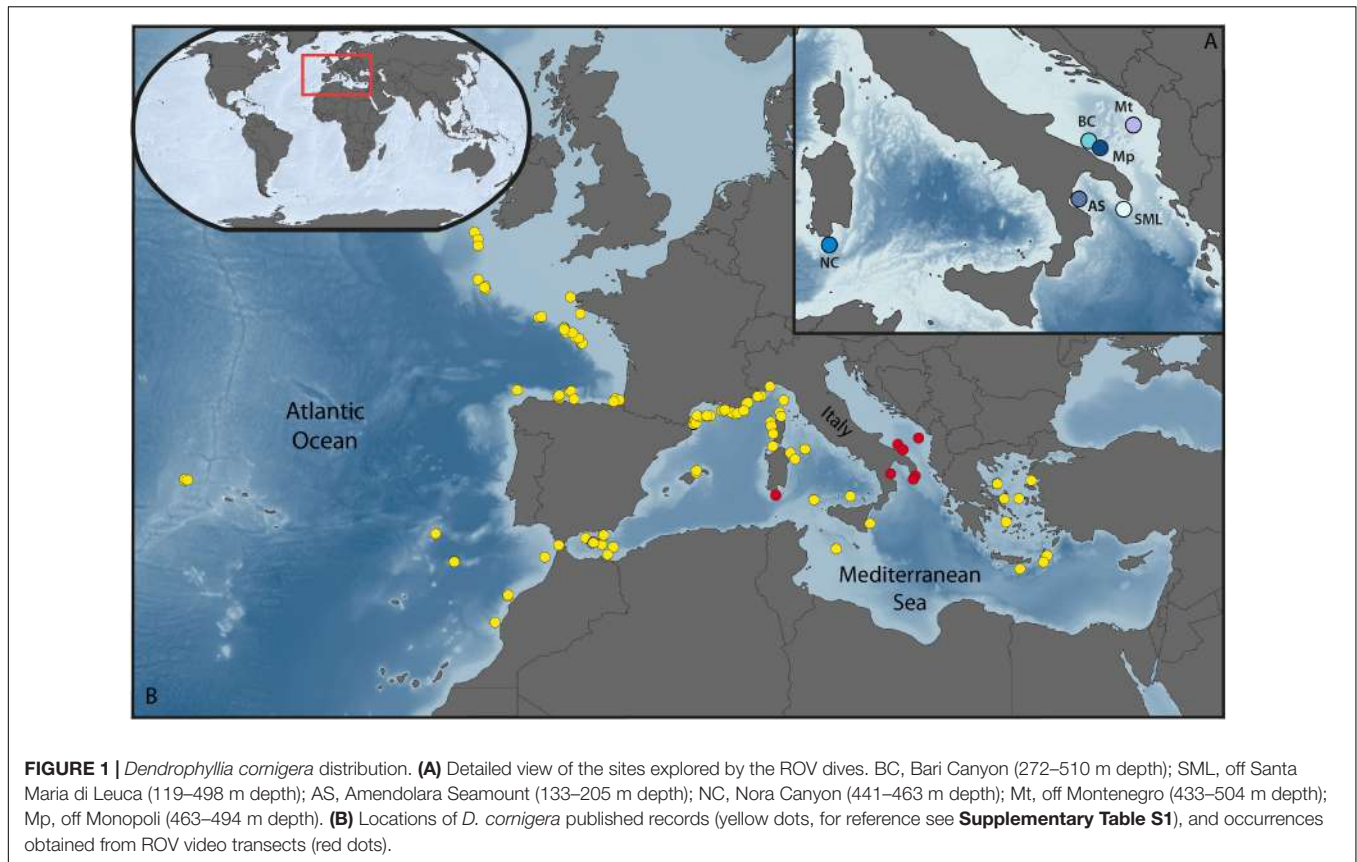 A
Mt
BC
Mp
AS
SML
NC
Atlantic
Ocean
Italy
Mediterranean
Sea
B
FIGURE 1 | Dendrophyllia cornigera distribution. (A) Detailed view of the sites explored by the ROV dives. BC, Bari Canyon (272–510 m depth); SML, off Santa
Maria di Leuca (119–498 m depth); AS, Amendolara Seamount (133–205 m depth); NC, Nora Canyon (441–463 m depth); Mt, off Montenegro (433–504 m depth);
Mp, off Monopoli (463–494 m depth). (B) Locations of D. cornigera published records (yellow dots, for reference see Supplementary Table S1), and occurrences
obtained from ROV video transects (red dots).